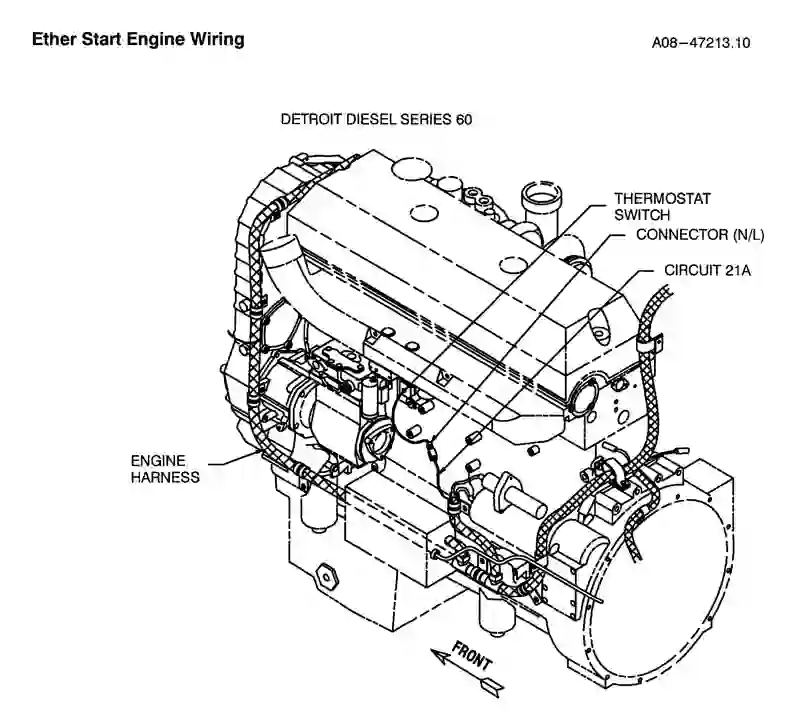 Ether Start Engine Wiring
A08-47213.10
DETROIT DIESEL SERIES 60
THERMOSTAT
SWITCH
CONNECTOR (N/L)
CIRCUIT 21A
ENGINE
HARNESS
FRONT